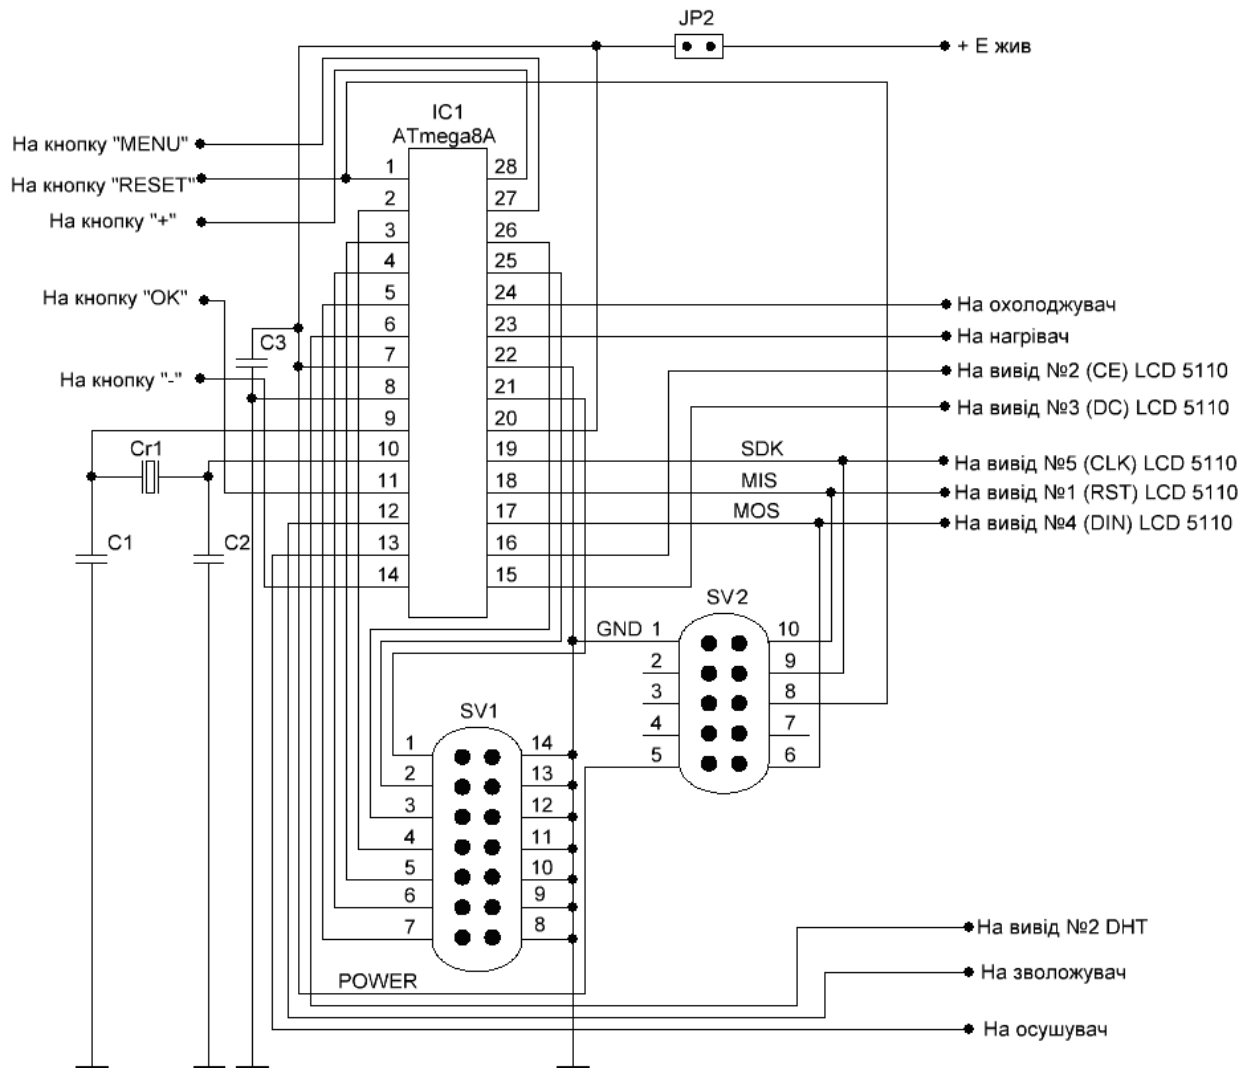 JP2
+ Е жив
IC1
ATmega8A
На кнопку "MENU"
На кнопку "RESET"
На кнопку "+"
На кнопку "OK"
На кнопку "-"
1
2
3
4
5
6
7
8
9
10
11
12
13
14
28
27
26
25
24
23
22
21
20
19
18
17
16
15
C3
Cr1
C1
C2
На охолоджувач
На нагрівач
На вивід №2 (CE) LCD 5110
На вивід №3 (DC) LCD 5110
SDK
На вивід №5 (CLK) LCD 5110
MIS
На вивід №1 (RST) LCD 5110
MOS
На вивід №4 (DIN) LCD 5110
SV2
GND 1
2
3
4
5
10
9
8
7
6
SV1
1
2
3
4
5
6
7
14
13
12
11
10
9
8
POWER
На вивід №2 DHT
На зволожувач
На осушувач